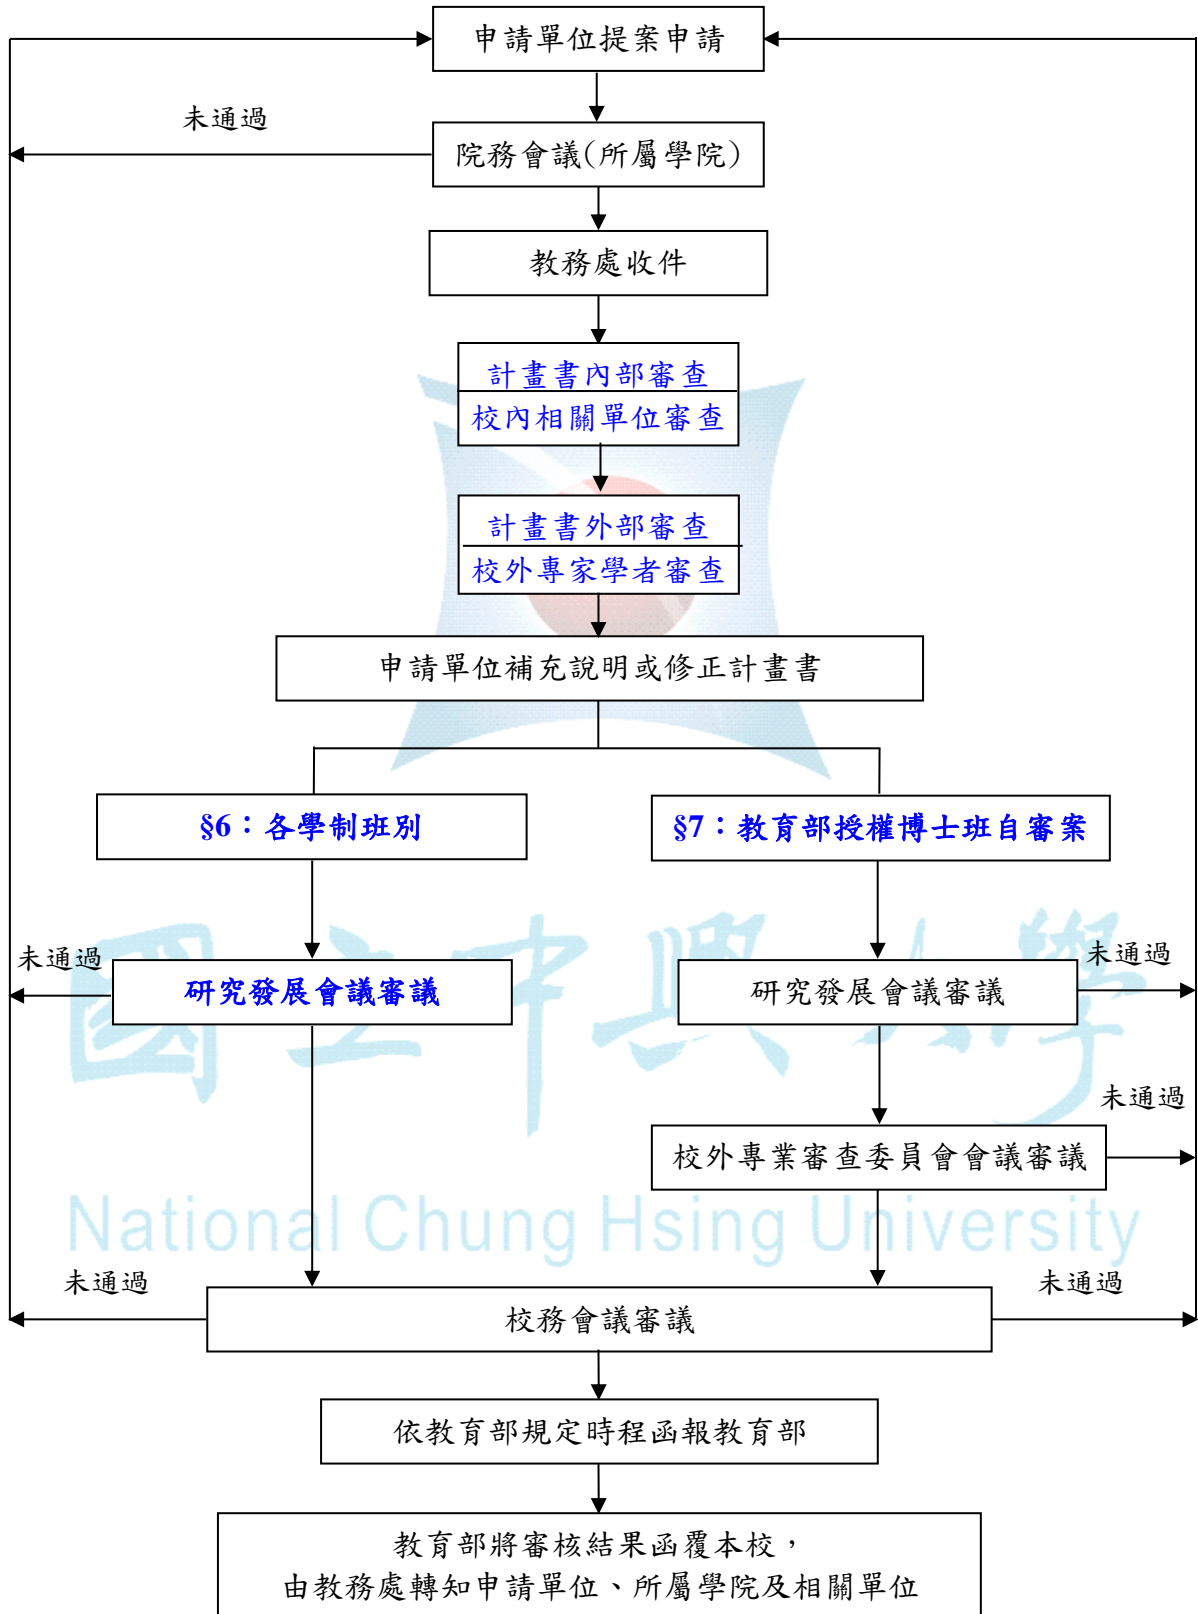 申請單位提案申請
未通過
院務會議(所屬學院)
教務處收件
計畫書內部審查
校內相關單位審查
計畫書外部審查
校外專家學者審查
申請單位補充說明或修正計畫書
§6：各學制班別
§7：教育部授權博士班自審案
未通過
研究發展會議審議
研究發展會議審議
未通過
國立中興大學
未通過
校外專業審查委員會會議審議
National Chung Hsing University
未通過
校務會議審議
未通過
依教育部規定時程函報教育部
教育部將審核結果函覆本校，
由教務處轉知申請單位、所屬學院及相關單位